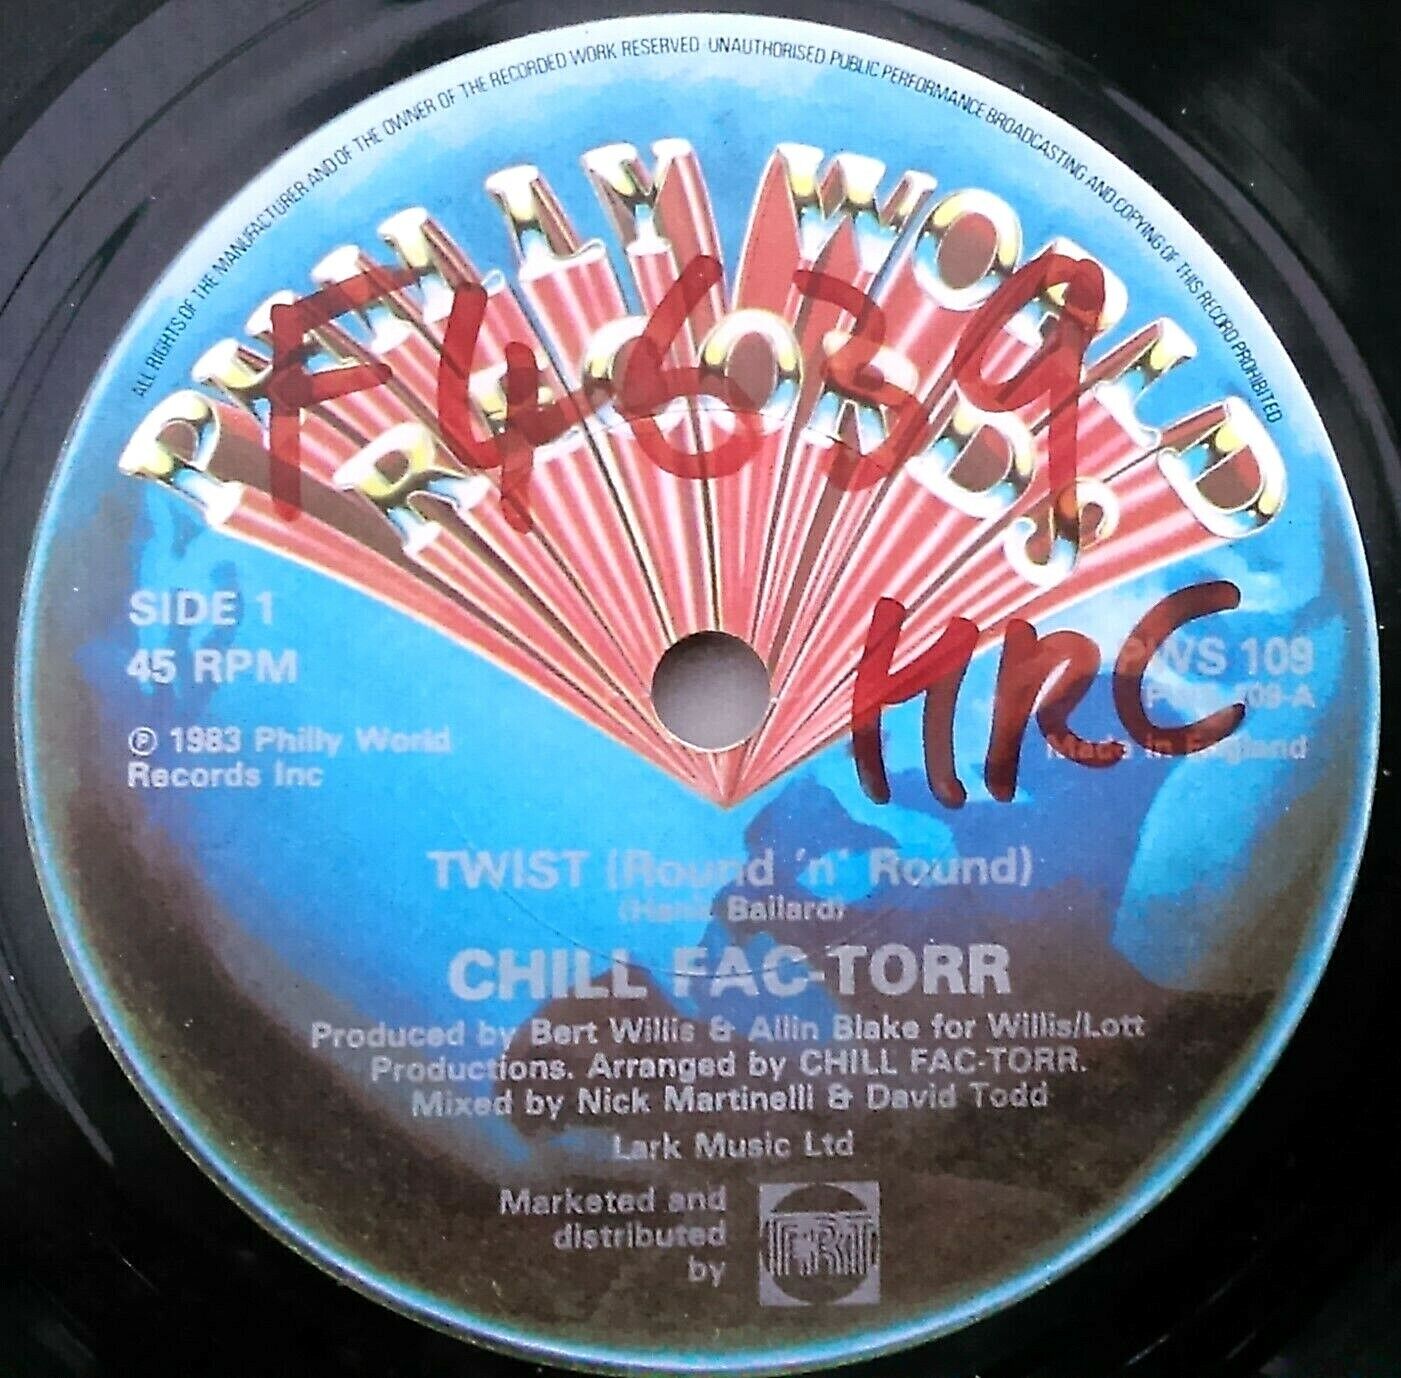 ALL RIGHTS OF THE MANUFACTURER AND OF THE OWNER OF THE RECORDED WORK RESERVED · UNAUTHORISED PUBLIC PERFORMANCE BROADCASTING AND COPYING OF THIS RECORD PROHIBITED
PHILLY WORLD
RECORDS
F4639
HRC
SIDE 1
45 RPM
℗ 1983 Philly World
Records Inc
PWS 109
109-A
Made in England
TWIST (Round 'n' Round)
(Hank Ballard)
CHILL FAC-TORR
Produced by Bert Willis & Allin Blake for Willis/Lott
Productions. Arranged by CHILL FAC-TORR.
Mixed by Nick Martinelli & David Todd
Lark Music Ltd
Marketed and
distributed
by
PRT